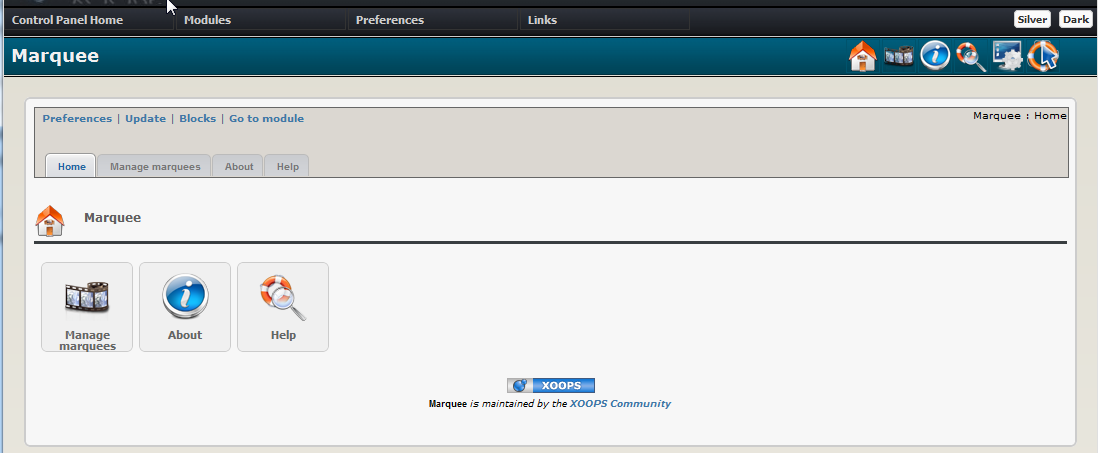 Control Panel Home Modules Preferences Links Silver Dark
Marquee
Preferences | Update | Blocks | Go to module Marquee : Home
Home Manage marquees About Help
Marquee
Manage marquees
About
Help
XOOPS
Marquee is maintained by the XOOPS Community